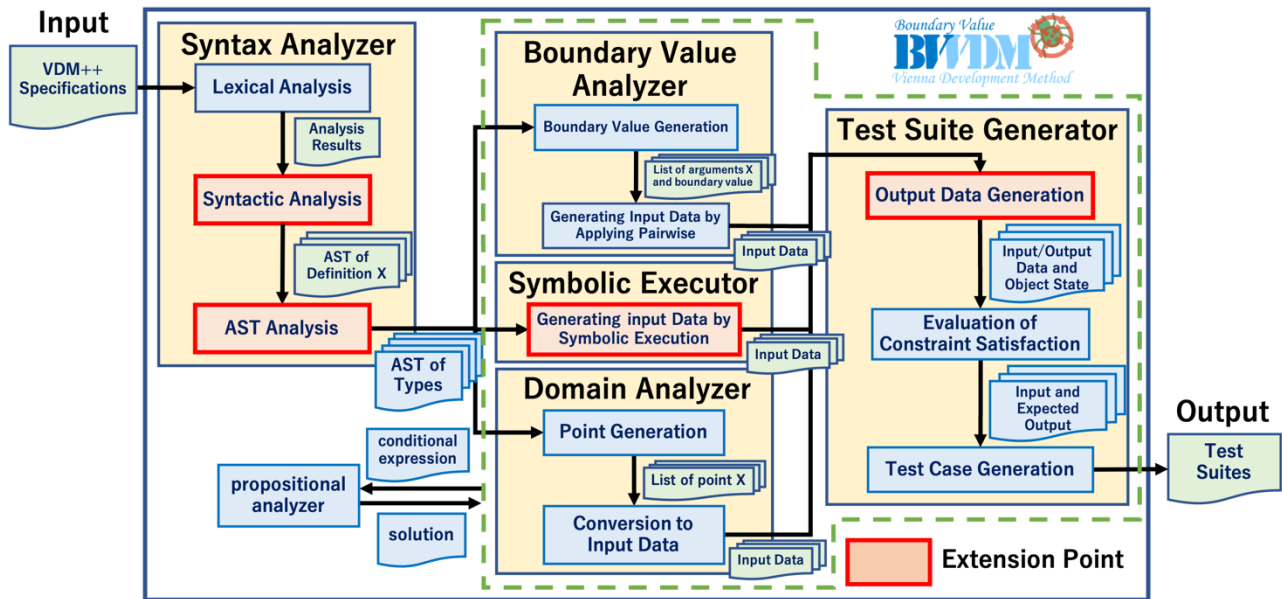 Input
VDM++
Specifications
Syntax Analyzer
Lexical Analysis
Analysis
Results
Syntactic Analysis
AST of
Definition X
AST Analysis
AST of
Types
conditional
expression
propositional
analyzer
solution
Boundary Value
Analyzer
Boundary Value Generation
List of arguments X
and boundary value
Generating Input Data by
Applying Pairwise
Input Data
Symbolic Executor
Generating input Data by
Symbolic Execution
Input Data
Domain Analyzer
Point Generation
List of point X
Conversion to
Input Data
Input Data
Boundary Value
BWDM
Vienna Development Method
Test Suite Generator
Output Data Generation
Input/Output
Data and
Object State
Evaluation of
Constraint Satisfaction
Input and
Expected
Output
Test Case Generation
Output
Test
Suites
Extension Point